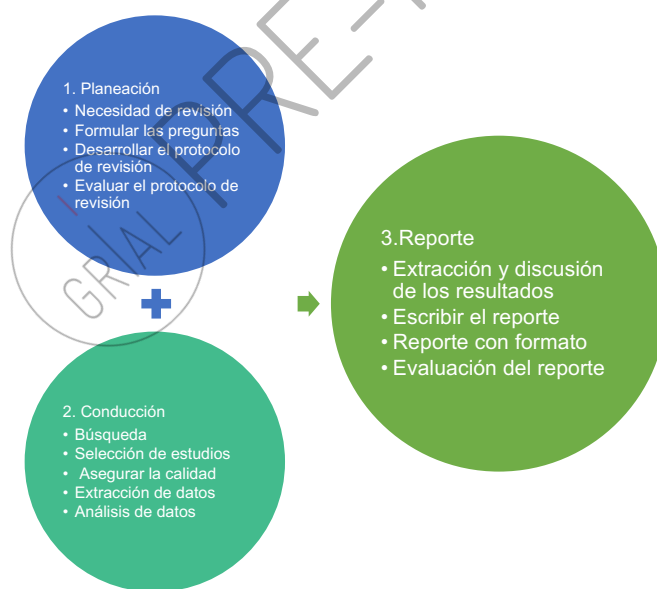 1. Planeación
• Necesidad de revisión
• Formular las preguntas
• Desarrollar el protocolo
de revisión
• Evaluar el protocolo de
revisión
GRIAL
PRE-
2. Conducción
• Búsqueda
• Selección de estudios
• Asegurar la calidad
• Extracción de datos
• Análisis de datos
3.Reporte
• Extracción y discusión
de los resultados
• Escribir el reporte
• Reporte con formato
• Evaluación del reporte